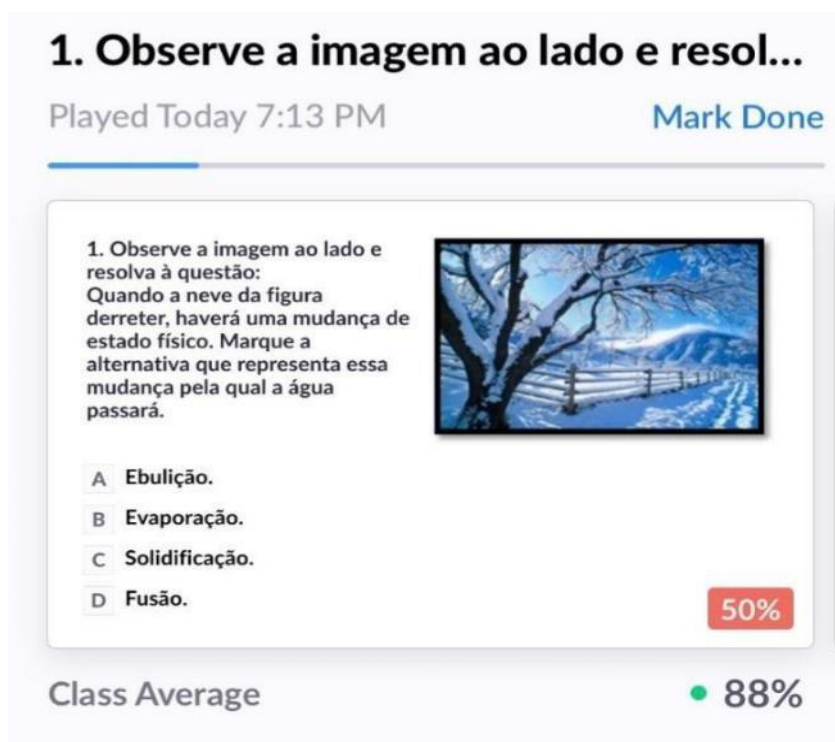 1. Observe a imagem ao lado e resol...
Played Today 7:13 PM
Mark Done
1. Observe a imagem ao lado e
resolva à questão:
Quando a neve da figura
derreter, haverá uma mudança de
estado físico. Marque a
alternativa que representa essa
mudança pela qual a água
passará.
A Ebulição.
B Evaporação.
C Solidificação.
D Fusão.
50%
Class Average
88%